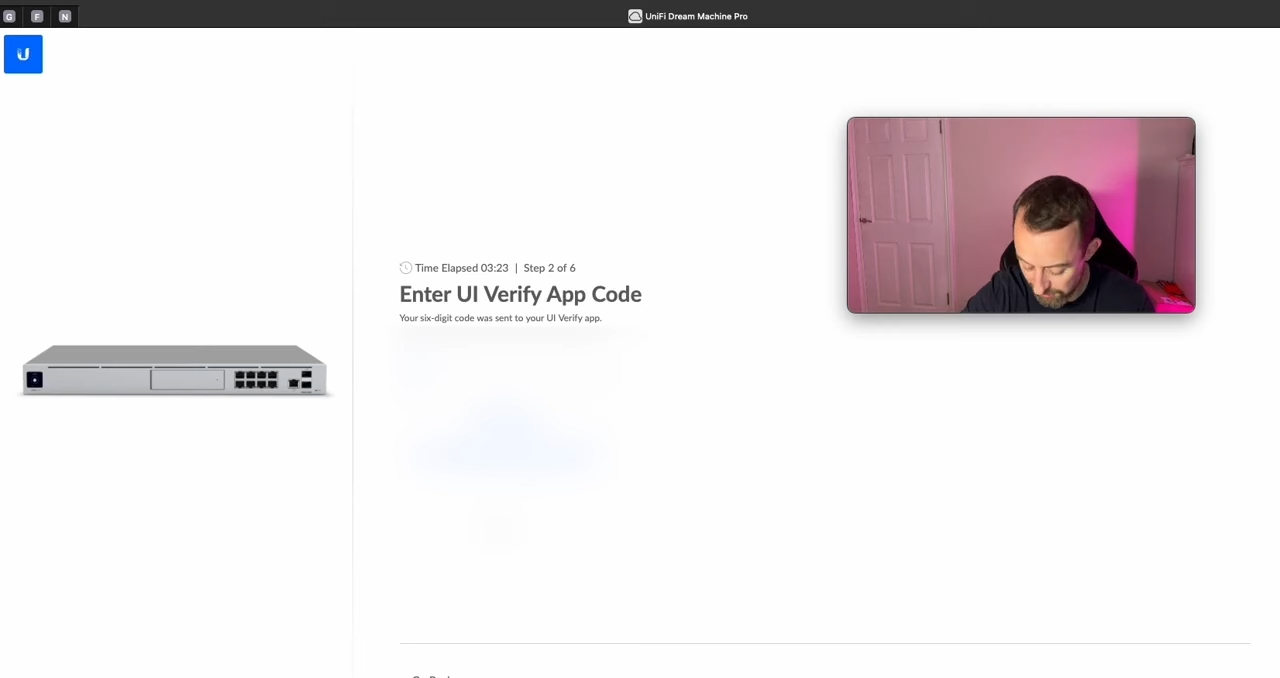 G F N
UniFi Dream Machine Pro
Time Elapsed 03:23 | Step 2 of 6
Enter UI Verify App Code
Your six-digit code was sent to your UI Verify app.